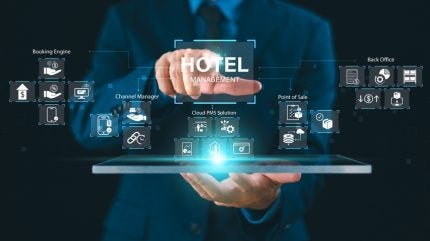 HOTEL
MANAGEMENT
Booking Engine
Back Office
Channel Manager
Point of Sale
Cloud PMS Solution